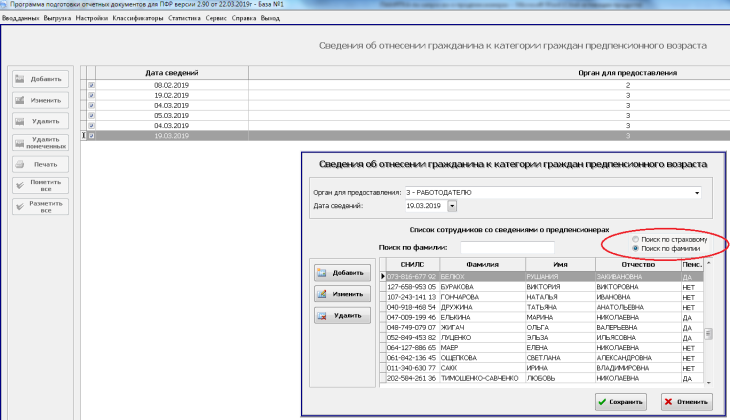 Программа подготовки отчетных документов для ПФР версии 2.90 от 22.03.2019г - База №1
Ввод данных Выгрузка Настройки Классификаторы Статистика Сервис Справка Выход
Сведения об отнесении гражданина к категории граждан предпенсионного возраста
Добавить
Изменить
Удалить
Удалить помеченных
Печать
Пометить все
Разметить все
Дата сведений Орган для предоставления
08.02.2019 2
19.02.2019 3
04.03.2019 3
05.03.2019 3
04.03.2019 3
19.03.2019 3
Сведения об отнесении гражданина к категории граждан предпенсионного возраста
Орган для предоставления: 3 - РАБОТОДАТЕЛЮ
Дата сведений: 19.03.2019
Список сотрудников со сведениями о предпенсионерах
Поиск по страховому
Поиск по фамилии
Поиск по фамилии:
Добавить
Изменить
Удалить
СНИЛС Фамилия Имя Отчество Пенс.
073-816-677 92 БЕЛЮХ РУШАНИЯ ЗАКИВАНОВНА ДА
127-658-953 05 БУРАКОВА ВИКТОРИЯ ВИКТОРОВНА НЕТ
107-243-141 13 ГОНЧАРОВА НАТАЛЬЯ ИВАНОВНА НЕТ
040-918-468 54 ДРУЖИНА ТАТЬЯНА АНАТОЛЬЕВНА НЕТ
047-009-199 46 ЕЛЬКИНА МАРИНА НИКОЛАЕВНА ДА
048-749-079 07 ЖИГАЧ ОЛЬГА ВАЛЕРЬЕВНА ДА
052-849-453 82 ЛУЦЕНКО ЭЛЬЗА ИЛЬЯСОВНА ДА
064-127-886 65 МАЕР ЕЛЕНА НИКОЛАЕВНА НЕТ
061-842-136 45 ОЩЕПКОВА СВЕТЛАНА АЛЕКСАНДРОВНА НЕТ
011-340-630 77 САКК ИРИНА ВЛАДИМИРОВНА НЕТ
202-584-261 36 ТИМОШЕНКО-САВЧЕНКО ЛЮБОВЬ НИКОЛАЕВНА ДА
Сохранить Отменить